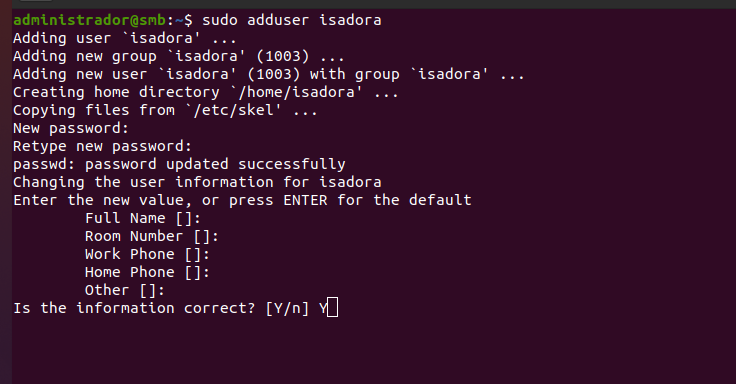 administrador@smb:~$ sudo adduser isadora
Adding user `isadora' ...
Adding new group `isadora' (1003) ...
Adding new user `isadora' (1003) with group `isadora' ...
Creating home directory `/home/isadora' ...
Copying files from `/etc/skel' ...
New password:
Retype new password:
passwd: password updated successfully
Changing the user information for isadora
Enter the new value, or press ENTER for the default
        Full Name []:
        Room Number []:
        Work Phone []:
        Home Phone []:
        Other []:
Is the information correct? [Y/n] Y